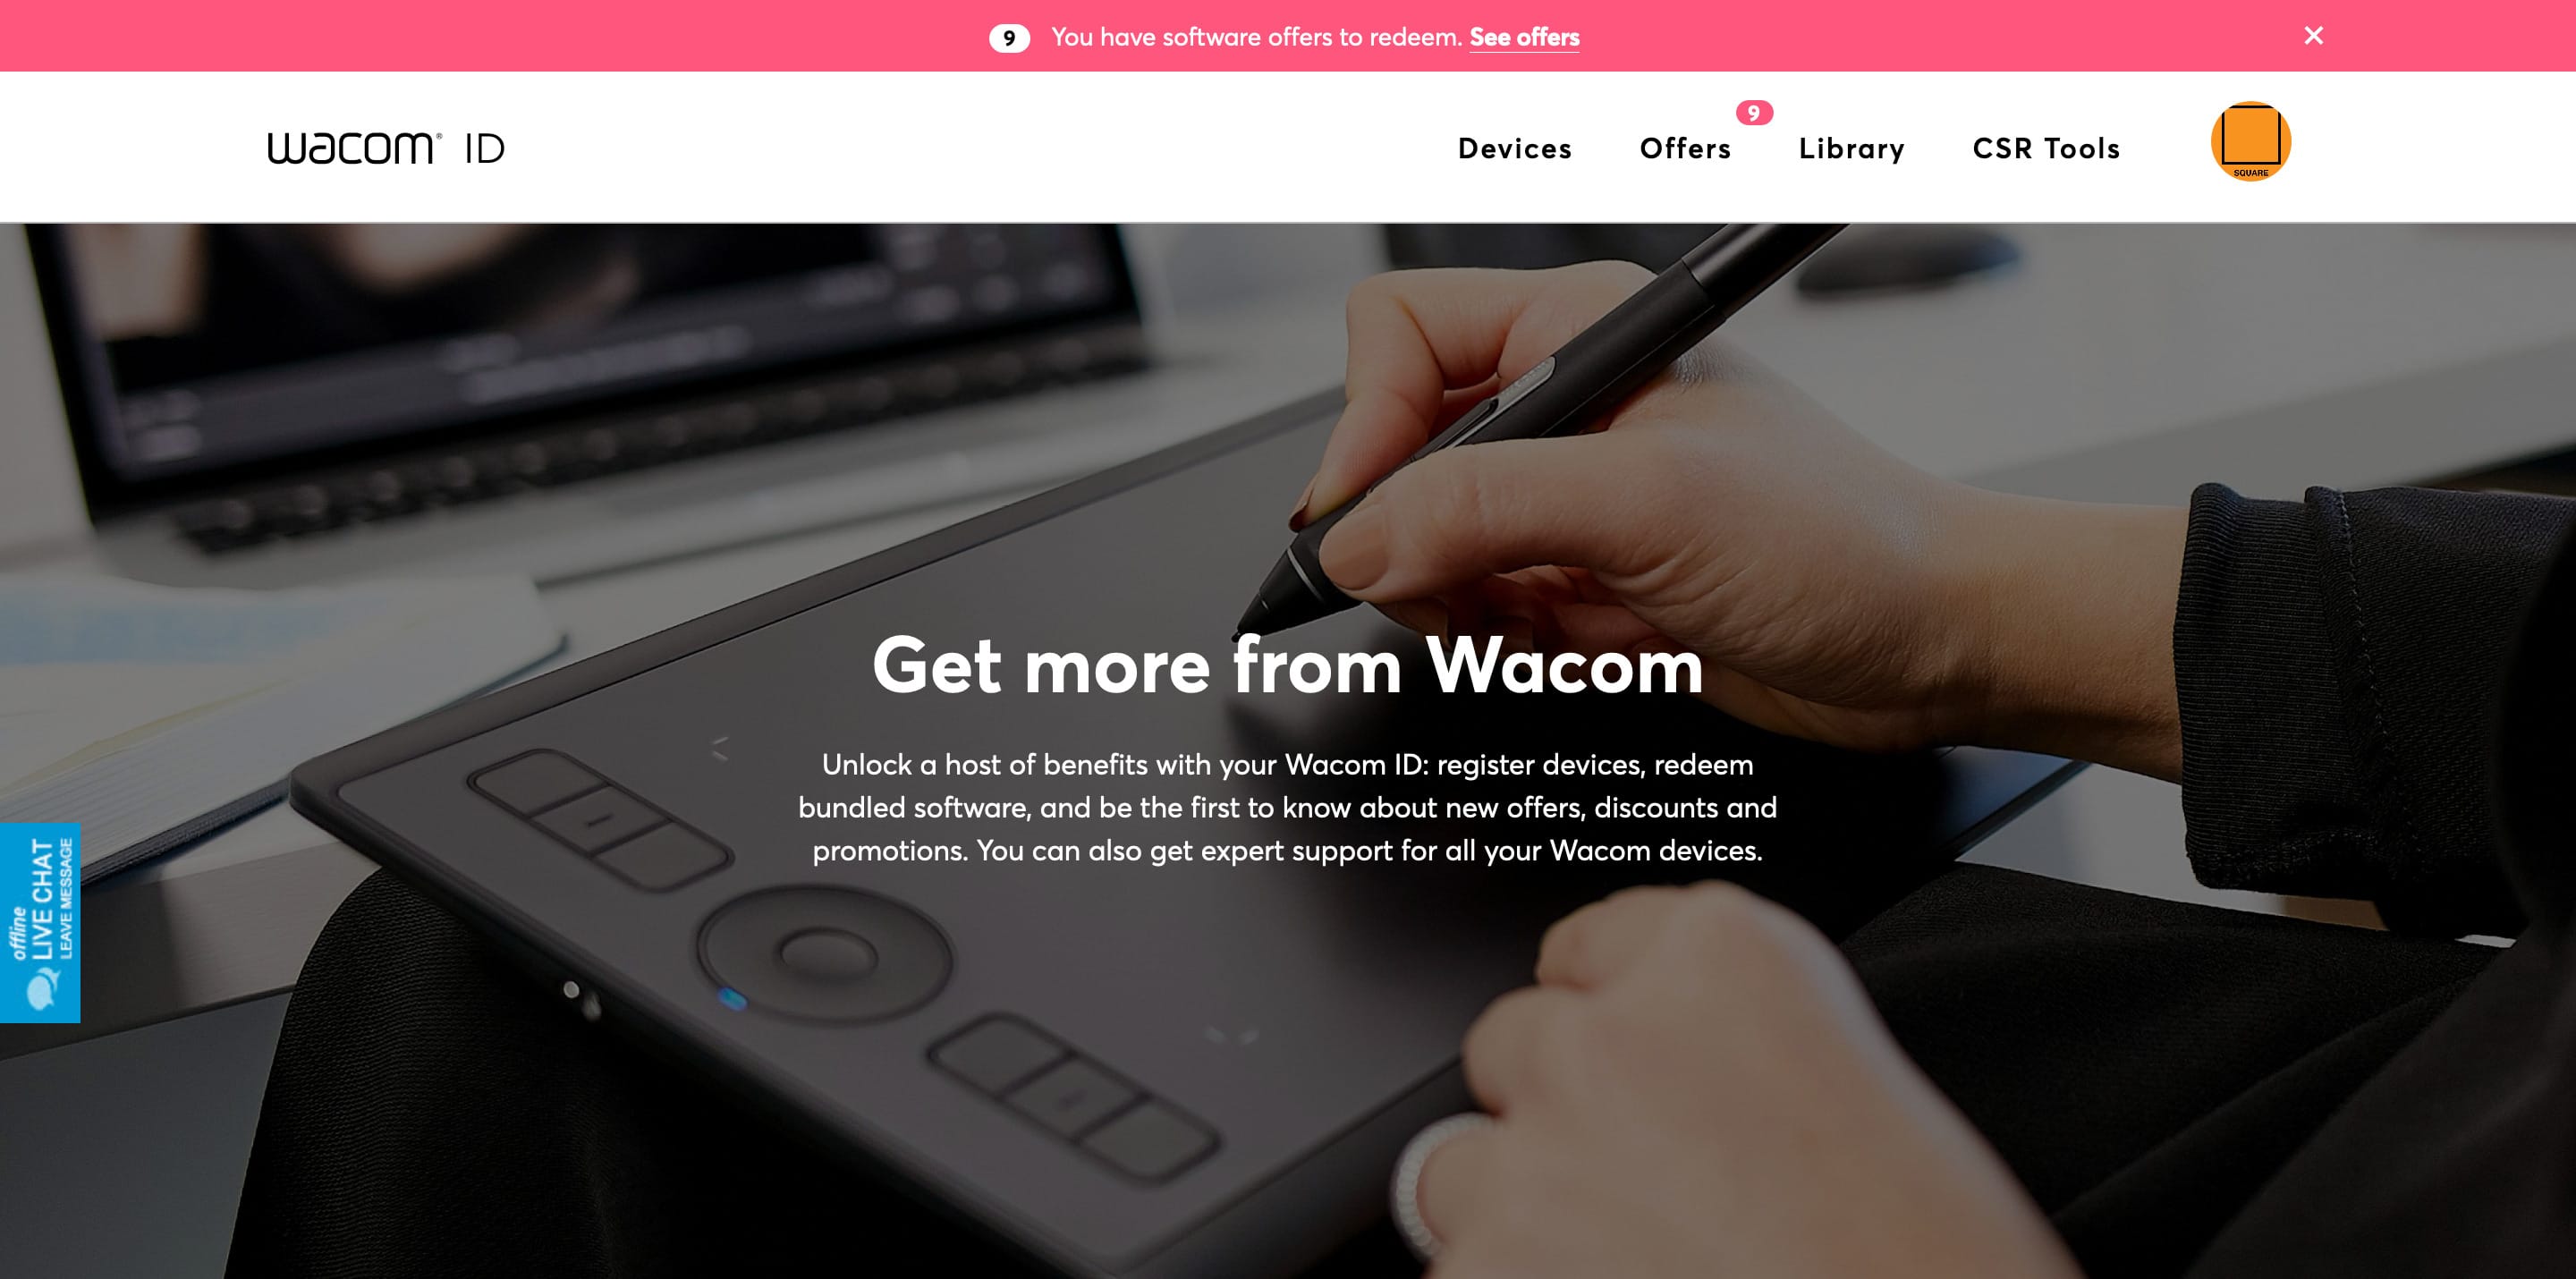 9 You have software offers to redeem. See offers
wacom® ID
Devices
Offers
9
Library
CSR Tools
SQUARE
Get more from Wacom
Unlock a host of benefits with your Wacom ID: register devices, redeem
bundled software, and be the first to know about new offers, discounts and
promotions. You can also get expert support for all your Wacom devices.
offline
LIVE CHAT
LEAVE MESSAGE